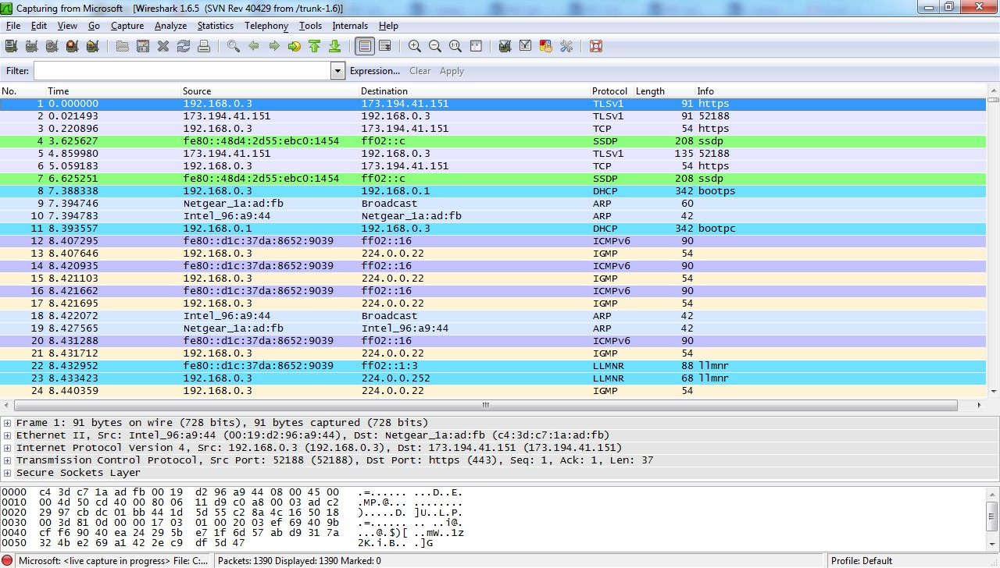 Capturing from Microsoft [Wireshark 1.6.5 (SVN Rev 40429 from /trunk-1.6)]
File Edit View Go Capture Analyze Statistics Telephony Tools Internals Help
Filter: Expression... Clear Apply
No. Time Source Destination Protocol Length Info
1 0.000000 192.168.0.3 173.194.41.151 TLSv1 91 https
2 0.021493 173.194.41.151 192.168.0.3 TLSv1 91 52188
3 0.220896 192.168.0.3 173.194.41.151 TCP 54 https
4 3.625627 fe80::48d4:2d55:ebc0:1454 ff02::c SSDP 208 ssdp
5 4.859980 173.194.41.151 192.168.0.3 TLSv1 135 52188
6 5.059183 192.168.0.3 173.194.41.151 TCP 54 https
7 6.625251 fe80::48d4:2d55:ebc0:1454 ff02::c SSDP 208 ssdp
8 7.388338 192.168.0.3 192.168.0.1 DHCP 342 bootps
9 7.394746 Netgear_1a:ad:fb Broadcast ARP 60
10 7.394783 Intel_96:a9:44 Netgear_1a:ad:fb ARP 42
11 8.393557 192.168.0.1 192.168.0.3 DHCP 342 bootpc
12 8.407295 fe80::d1c:37da:8652:9039 ff02::16 ICMPv6 90
13 8.407646 192.168.0.3 224.0.0.22 IGMP 54
14 8.420935 fe80::d1c:37da:8652:9039 ff02::16 ICMPv6 90
15 8.421103 192.168.0.3 224.0.0.22 IGMP 54
16 8.421662 fe80::d1c:37da:8652:9039 ff02::16 ICMPv6 90
17 8.421695 192.168.0.3 224.0.0.22 IGMP 54
18 8.422072 Intel_96:a9:44 Broadcast ARP 42
19 8.427565 Netgear_1a:ad:fb Intel_96:a9:44 ARP 42
20 8.431288 fe80::d1c:37da:8652:9039 ff02::16 ICMPv6 90
21 8.431712 192.168.0.3 224.0.0.22 IGMP 54
22 8.432952 fe80::d1c:37da:8652:9039 ff02::1:3 LLMNR 88 llmnr
23 8.433423 192.168.0.3 224.0.0.252 LLMNR 68 llmnr
24 8.440359 192.168.0.3 224.0.0.22 IGMP 54
Frame 1: 91 bytes on wire (728 bits), 91 bytes captured (728 bits)
Ethernet II, Src: Intel_96:a9:44 (00:19:d2:96:a9:44), Dst: Netgear_1a:ad:fb (c4:3d:c7:1a:ad:fb)
Internet Protocol Version 4, Src: 192.168.0.3 (192.168.0.3), Dst: 173.194.41.151 (173.194.41.151)
Transmission Control Protocol, Src Port: 52188 (52188), Dst Port: https (443), Seq: 1, Ack: 1, Len: 37
Secure Sockets Layer
0000 c4 3d c7 1a ad fb 00 19 d2 96 a9 44 08 00 45 00 .=...... ...D..E.
0010 00 4d 50 cd 40 00 80 06 11 d9 c0 a8 00 03 ad c2 .MP.@... ........
0020 29 97 cb dc 01 bb 44 1d 5d 55 c2 8a 4c 16 50 18 ).....D. ]U..L.P.
0030 00 3d 81 0d 00 00 17 03 01 00 20 03 ef 69 40 9b .=...... .. ..i@.
0040 cf f6 90 40 ea 24 29 5b e7 1f 6d 57 ab d9 31 7a ...@.$)[ ..mW..1z
0050 32 4b e2 69 a1 42 2e c9 df 5d 47 2K.i.B.. .]G
Microsoft: <live capture in progress> File: C:... Packets: 1390 Displayed: 1390 Marked: 0 Profile: Default